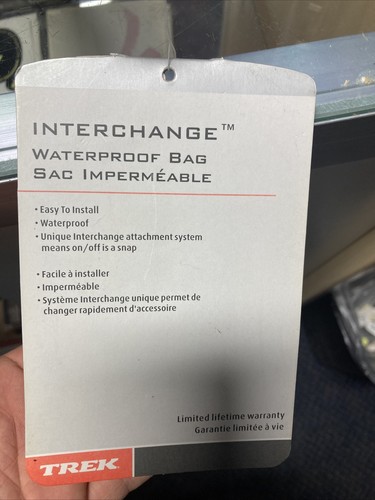 INTERCHANGE™
WATERPROOF BAG
SAC IMPERMÉABLE
• Easy To Install
• Waterproof
• Unique Interchange attachment system
means on/off is a snap
• Facile à installer
• Imperméable
• Système Interchange unique permet de
changer rapidement d'accessoire
Limited lifetime warranty
Garantie limitée à vie
TREK